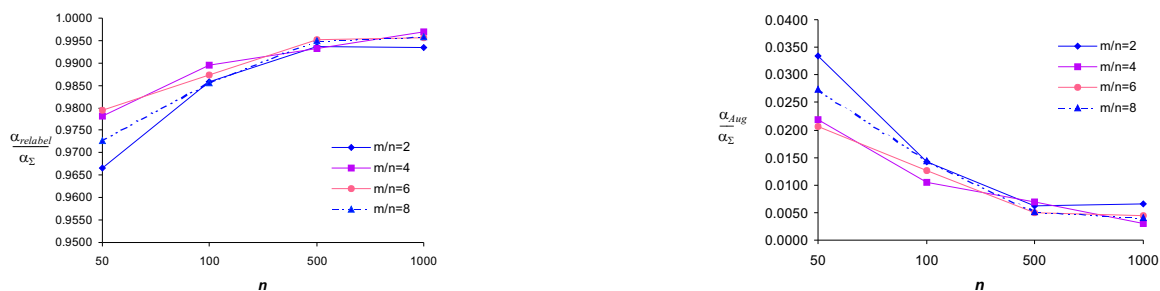 1.0000
0.9950
0.9900
0.9850
0.9800
0.9750
0.9700
0.9650
0.9600
0.9550
0.9500
α_relabel
α_Σ
m/n=2
m/n=4
m/n=6
m/n=8
50 100 500 1000
n
0.0400
0.0350
0.0300
0.0250
0.0200
0.0150
0.0100
0.0050
0.0000
α_Aug
α_Σ
m/n=2
m/n=4
m/n=6
m/n=8
50 100 500 1000
n